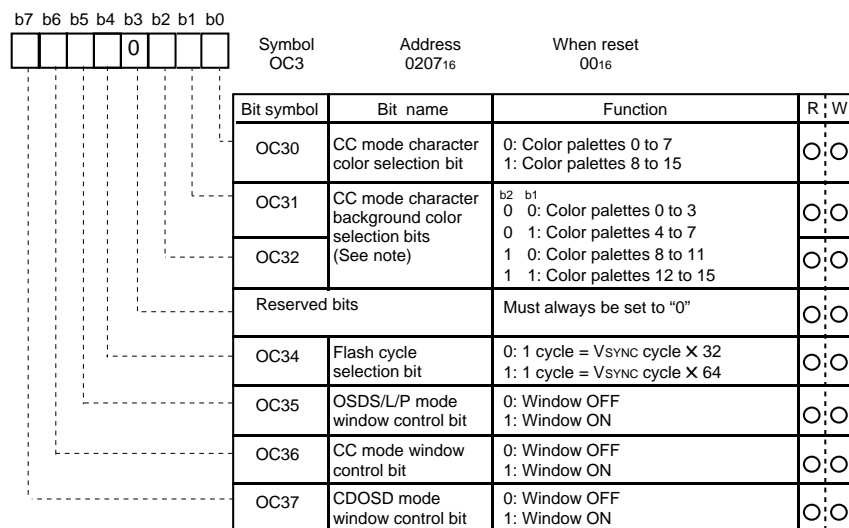 b7 b6 b5 b4 b3 b2 b1 b0
0
Symbol Address When reset
OC3 0207₁₆ 00₁₆
Bit symbol Bit name Function R W
OC30 CC mode character 0: Color palettes 0 to 7
color selection bit 1: Color palettes 8 to 15
OC31 CC mode character b2 b1
background color 0 0: Color palettes 0 to 3
selection bits 0 1: Color palettes 4 to 7
OC32 (See note) 1 0: Color palettes 8 to 11
1 1: Color palettes 12 to 15
Reserved bits Must always be set to “0”
OC34 Flash cycle 0: 1 cycle = VSYNC cycle ✕ 32
selection bit 1: 1 cycle = VSYNC cycle ✕ 64
OC35 OSDS/L/P mode 0: Window OFF
window control bit 1: Window ON
OC36 CC mode window 0: Window OFF
control bit 1: Window ON
OC37 CDOSD mode 0: Window OFF
window control bit 1: Window ON